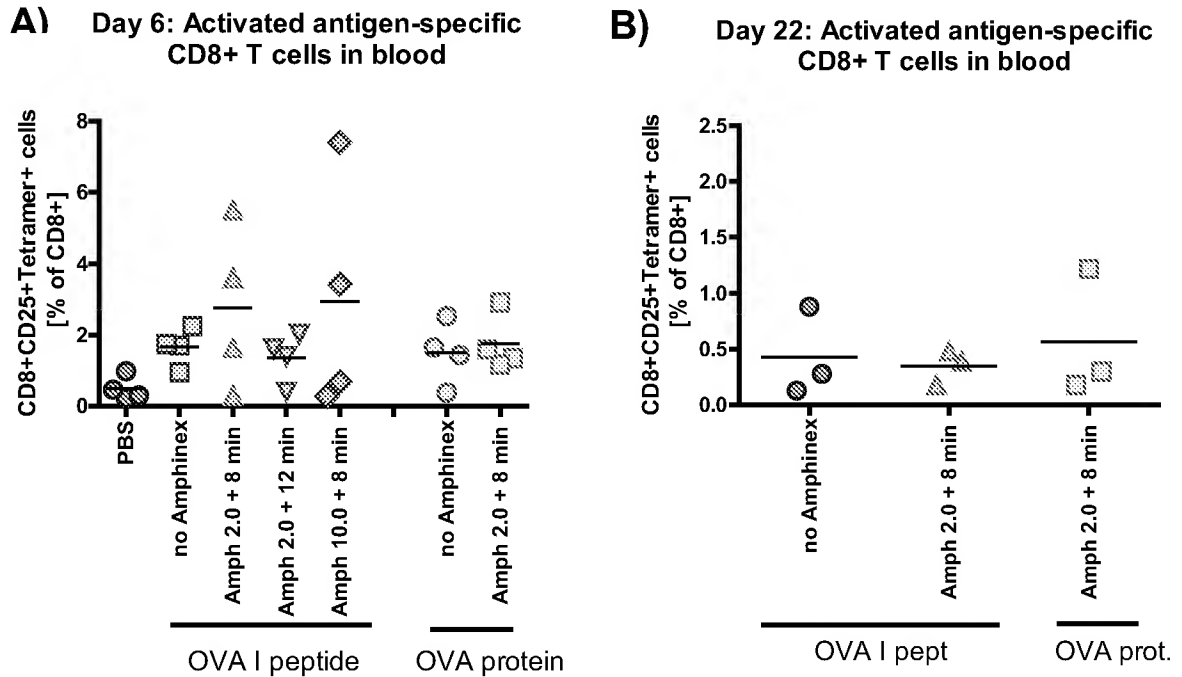 A)
Day 6: Activated antigen-specific
CD8+ T cells in blood
CD8+CD25+Tetramer+ cells
[% of CD8+]
8
6
4
2
0
PBS
no Amphinex
Amph 2.0 + 8 min
Amph 2.0 + 12 min
Amph 10.0 + 8 min
no Amphinex
Amph 2.0 + 8 min
OVA I peptide
OVA protein
B)
Day 22: Activated antigen-specific
CD8+ T cells in blood
CD8+CD25+Tetramer+ cells
[% of CD8+]
2.5
2.0
1.5
1.0
0.5
0.0
no Amphinex
Amph 2.0 + 8 min
Amph 2.0 + 8 min
OVA I pept
OVA prot.